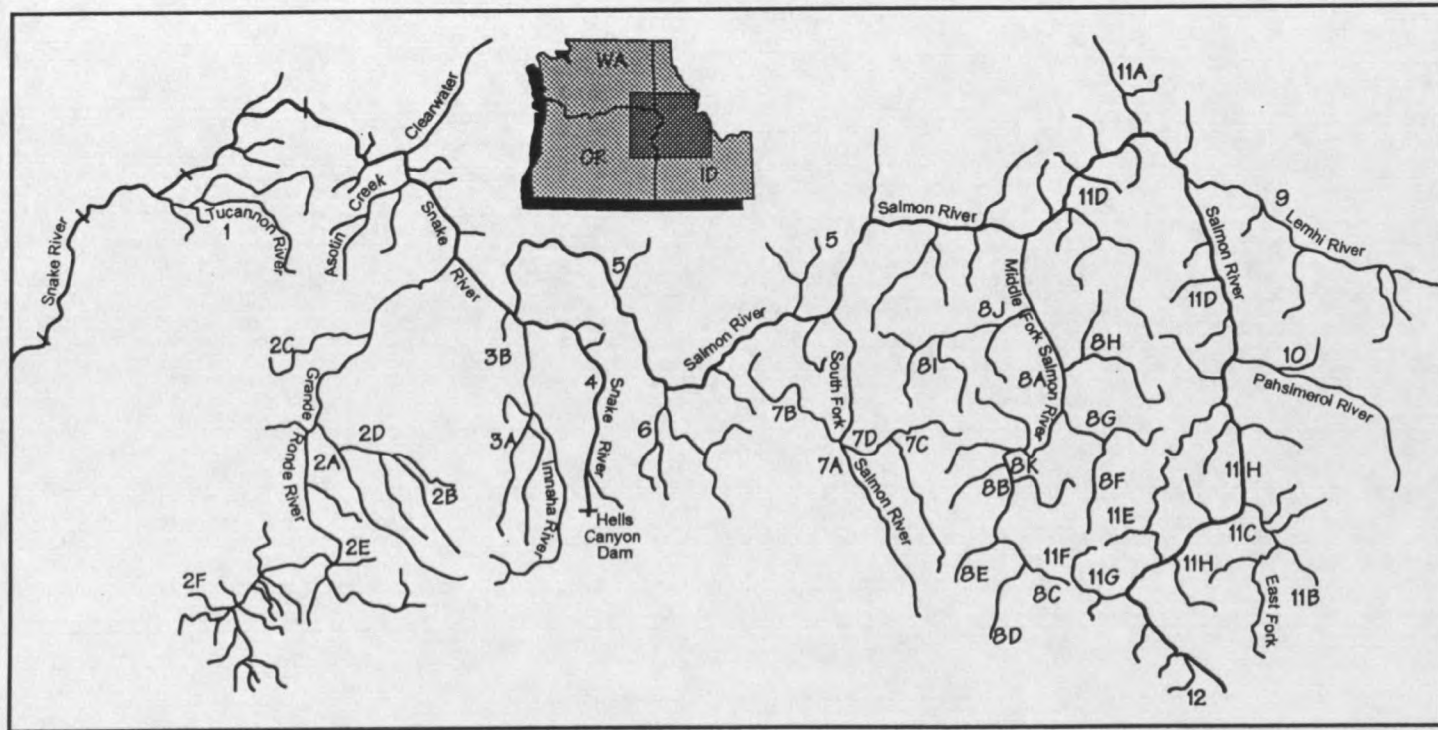 WA
OR
ID
Clearwater
Creek
Asotin
Snake
River
Snake River
Tucannon River
1
2C
Grande
Ronde River
2D
2A
2B
2E
2F
3B
3A
Imnaha River
4
Snake River
Hells
Canyon
Dam
5
6
Salmon River
5
7B
South Fork
7D
7C
7A
Salmon River
Salmon River
Middle
Fork Salmon River
8J
8I
8A
8H
8G
8K
8B
8F
8E
8C
8D
11A
11D
11D
Salmon River
9
Lemhi River
10
Pahsimeroi River
11H
11E
11C
11F
11G
11H
11B
East Fork
12